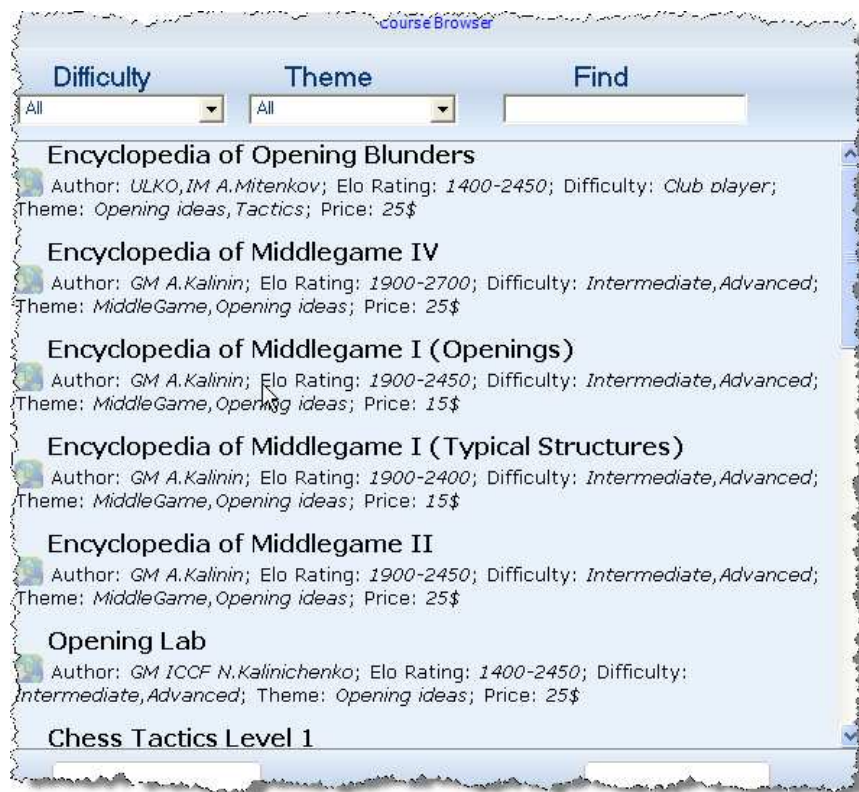 Course Browser
Difficulty Theme Find
All All
Encyclopedia of Opening Blunders
Author: ULKO,IM A.Mitenkov; Elo Rating: 1400-2450; Difficulty: Club player;
Theme: Opening ideas,Tactics; Price: 25$
Encyclopedia of Middlegame IV
Author: GM A.Kalinin; Elo Rating: 1900-2700; Difficulty: Intermediate,Advanced;
Theme: MiddleGame,Opening ideas; Price: 25$
Encyclopedia of Middlegame I (Openings)
Author: GM A.Kalinin; Elo Rating: 1900-2450; Difficulty: Intermediate,Advanced;
Theme: MiddleGame,Opening ideas; Price: 15$
Encyclopedia of Middlegame I (Typical Structures)
Author: GM A.Kalinin; Elo Rating: 1900-2400; Difficulty: Intermediate,Advanced;
Theme: MiddleGame,Opening ideas; Price: 15$
Encyclopedia of Middlegame II
Author: GM A.Kalinin; Elo Rating: 1900-2450; Difficulty: Intermediate,Advanced;
Theme: MiddleGame,Opening ideas; Price: 25$
Opening Lab
Author: GM ICCF N.Kalinichenko; Elo Rating: 1400-2450; Difficulty:
Intermediate,Advanced; Theme: Opening ideas; Price: 25$
Chess Tactics Level 1